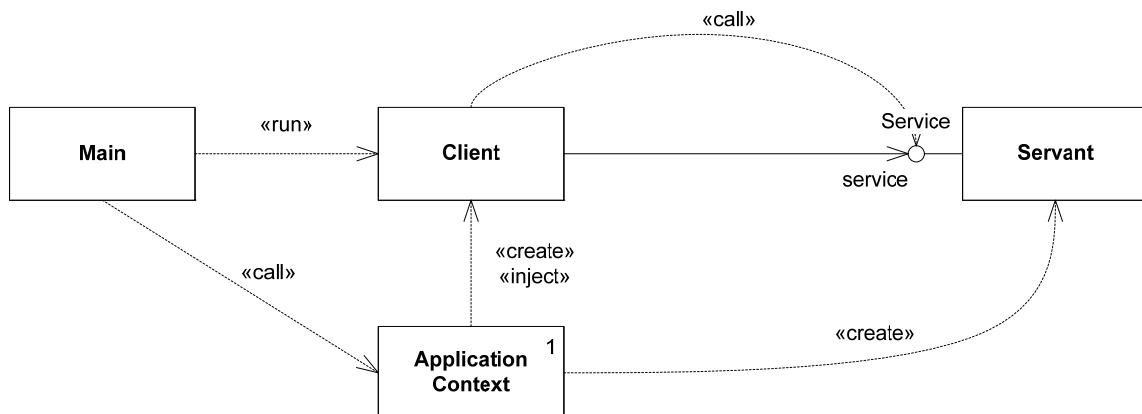 «call»
«run»
Main
Client
Service
Servant
service
«create»
«inject»
«call»
«create»
1
Application
Context